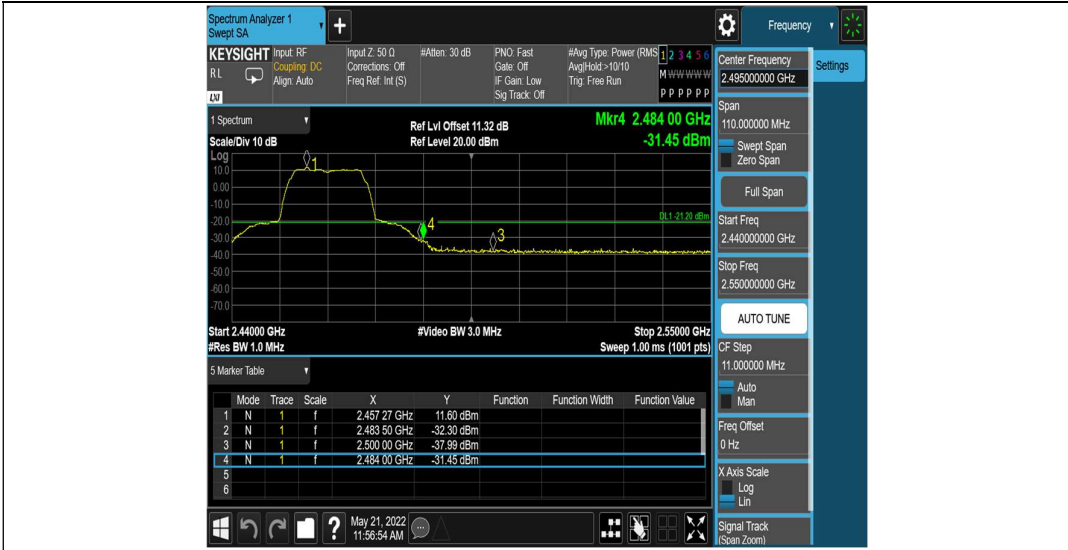 Spectrum Analyzer 1
Swept SA
+
Frequency
KEYSIGHT Input: RF Input Z: 50 Ω #Atten: 30 dB PNO: Fast #Avg Type: Power (RMS 1 2 3 4 5 6
RL Coupling: DC Corrections: Off Gate: Off Avg|Hold:>10/10 M W W W W W
Align: Auto Freq Ref: Int (S) IF Gain: Low Trig: Free Run
LXI Sig Track: Off P P P P P P
Center Frequency
2.495000000 GHz
Settings
1 Spectrum
Ref Lvl Offset 11.32 dB
Mkr4 2.484 00 GHz
Scale/Div 10 dB
Ref Level 20.00 dBm
-31.45 dBm
Log
10.0
0.00
-10.0
-20.0
-30.0
-40.0
-50.0
-60.0
-70.0
1
4
3
DL1 -21.20 dBm
Start 2.44000 GHz #Video BW 3.0 MHz Stop 2.55000 GHz
#Res BW 1.0 MHz Sweep 1.00 ms (1001 pts)
Span
110.000000 MHz
Swept Span
Zero Span
Full Span
Start Freq
2.440000000 GHz
Stop Freq
2.550000000 GHz
AUTO TUNE
CF Step
11.000000 MHz
Auto
Man
Freq Offset
0 Hz
X Axis Scale
Log
Lin
Signal Track
(Span Zoom)
5 Marker Table
Mode Trace Scale X Y Function Function Width Function Value
1 N 1 f 2.457 27 GHz 11.60 dBm
2 N 1 f 2.483 50 GHz -32.30 dBm
3 N 1 f 2.500 00 GHz -37.99 dBm
4 N 1 f 2.484 00 GHz -31.45 dBm
5
6
?
May 21, 2022
11:56:54 AM